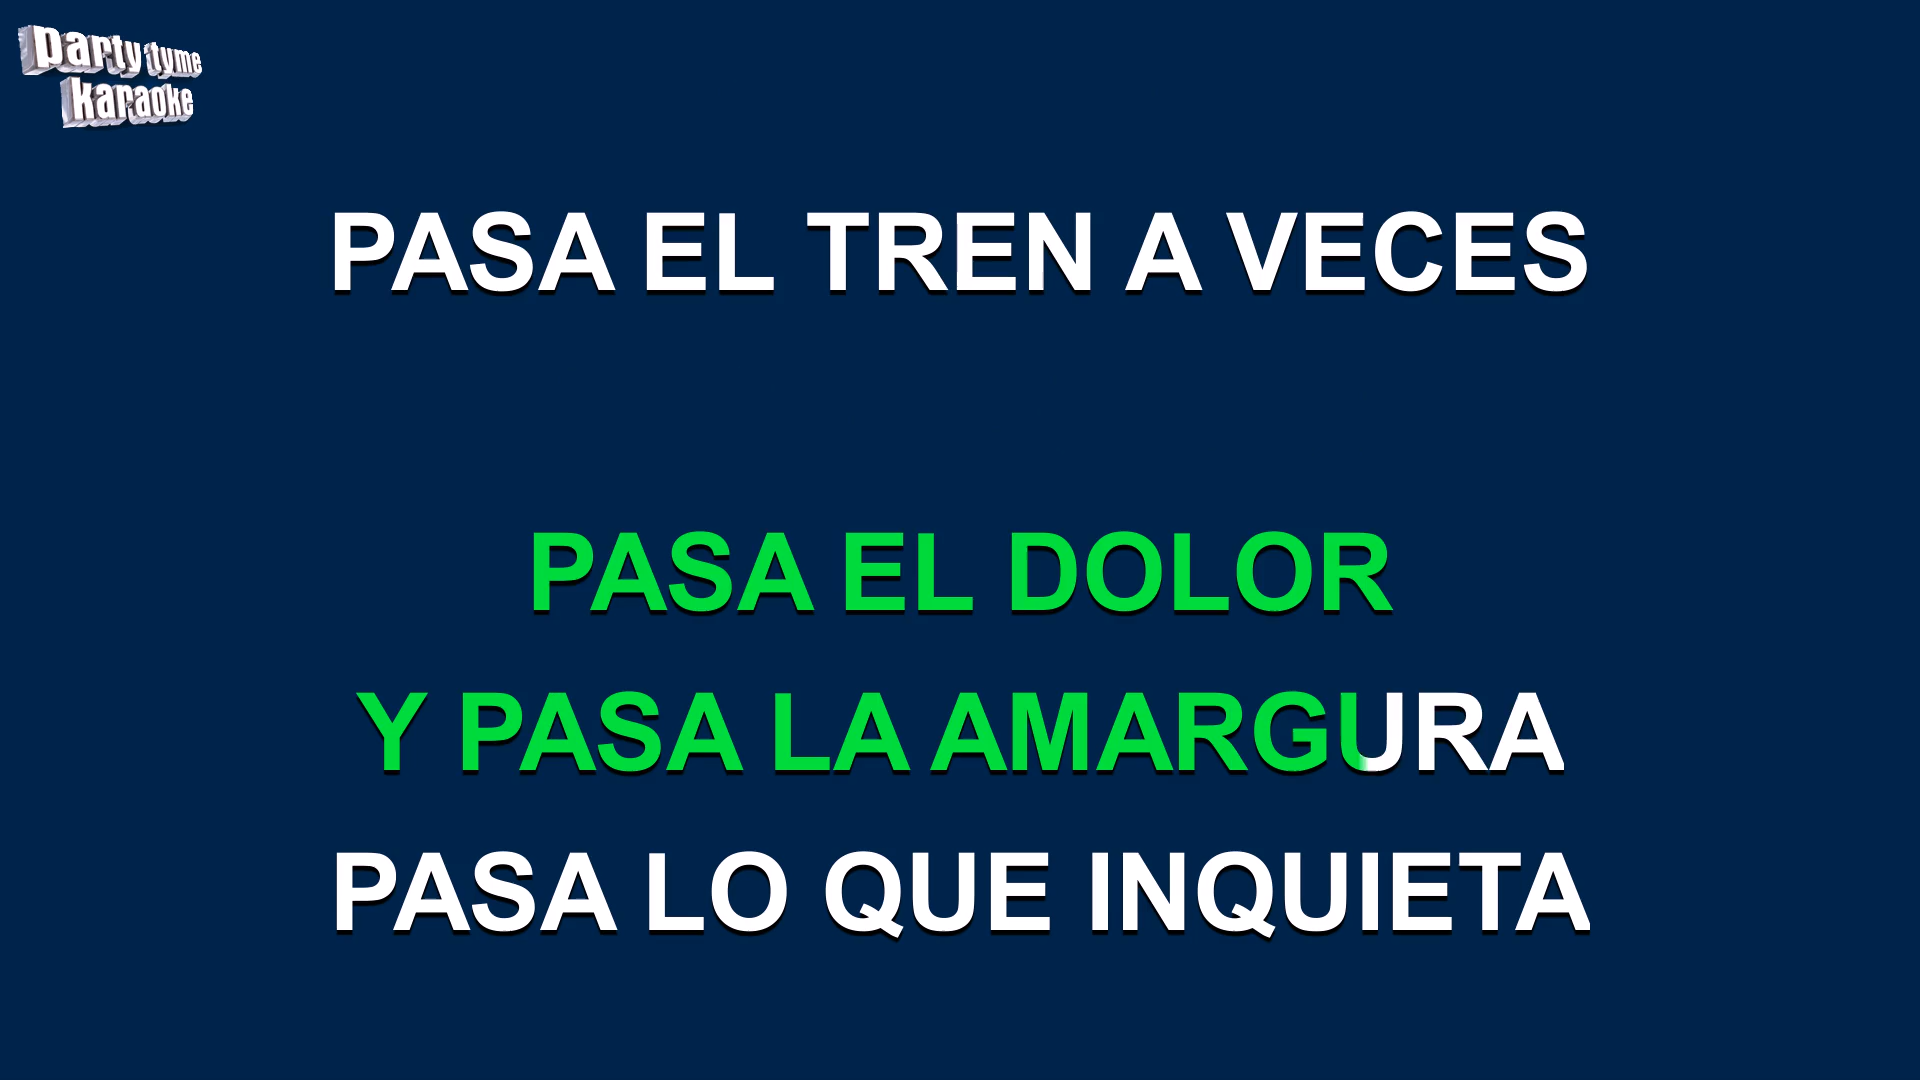 party tyme
karaoke
PASA EL TREN A VECES
PASA EL DOLOR
Y PASA LA AMARGURA
PASA LO QUE INQUIETA